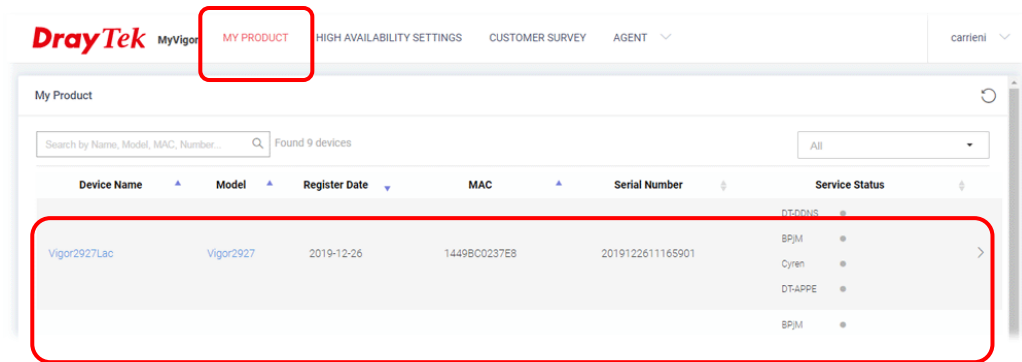 DrayTek MyVigor MY PRODUCT HIGH AVAILABILITY SETTINGS CUSTOMER SURVEY AGENT carrieni
My Product
Search by Name, Model, MAC, Number... Found 9 devices All
Device Name Model Register Date MAC Serial Number Service Status
DT-DDNS
BPjM
Vigor2927Lac Vigor2927 2019-12-26 1449BC0237E8 2019122611165901
Cyren
DT-APPE
BPjM